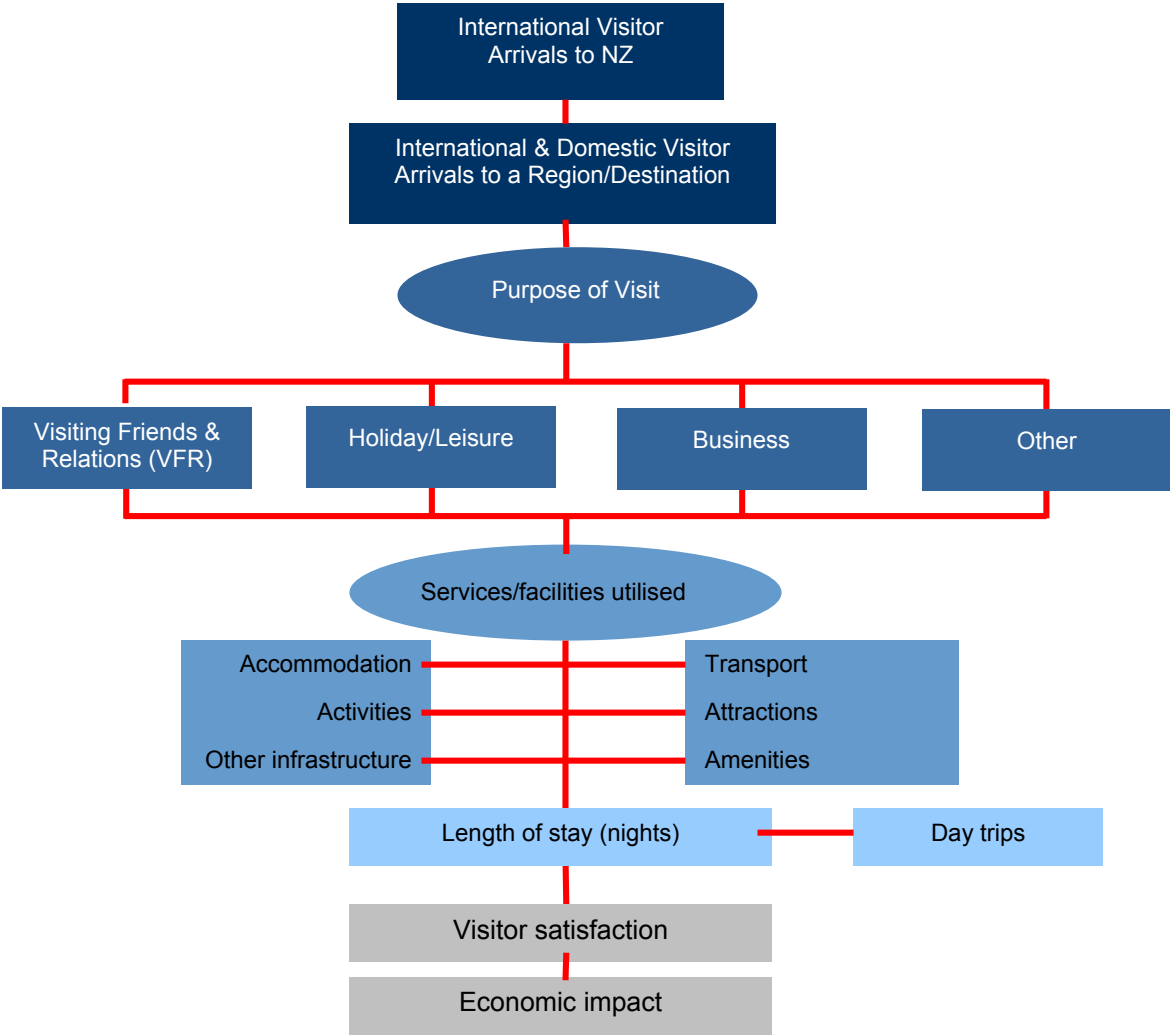 International Visitor
Arrivals to NZ
International & Domestic Visitor
Arrivals to a Region/Destination
Purpose of Visit
Visiting Friends &
Relations (VFR)
Holiday/Leisure
Business
Other
Services/facilities utilised
Accommodation
Transport
Activities
Attractions
Other infrastructure
Amenities
Length of stay (nights)
Day trips
Visitor satisfaction
Economic impact